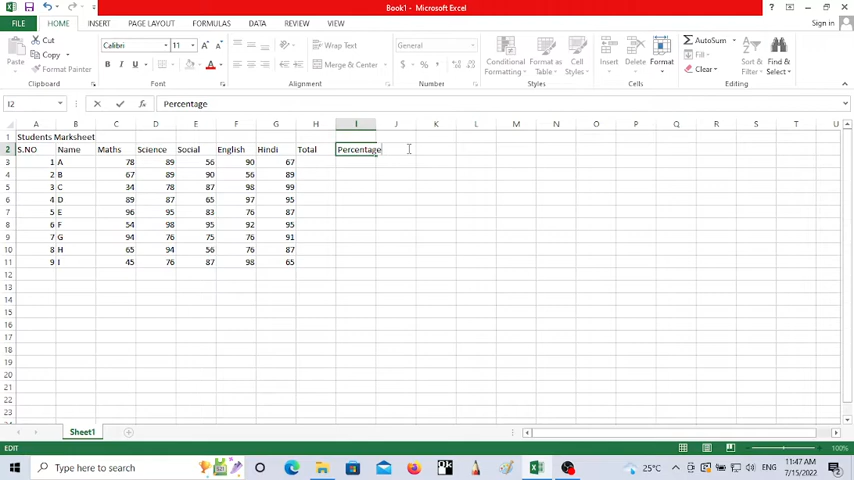 Book1 - Microsoft Excel
FILE HOME INSERT PAGE LAYOUT FORMULAS DATA REVIEW VIEW Sign in
Cut
Copy
Format Painter
Paste
Clipboard
Calibri 11
B I U
Font
Wrap Text
Merge & Center
Alignment
General
$ % ,
Number
Conditional Formatting
Format as Table
Cell Styles
Styles
Insert Delete Format
Cells
AutoSum
Fill
Clear
Sort & Filter
Find & Select
Editing
I2 fx Percentage
A B C D E F G H I J K L M N O P Q R S T U
1 Students Marksheet
2 S.NO Name Maths Science Social English Hindi Total Percentage
3 1 A 78 89 56 90 67
4 2 B 67 89 90 56 89
5 3 C 34 78 87 98 99
6 4 D 89 87 65 97 95
7 5 E 96 95 83 76 87
8 6 F 54 98 95 92 95
9 7 G 94 76 75 76 91
10 8 H 65 94 56 76 87
11 9 I 45 76 87 98 65
12
13
14
15
16
17
18
19
20
21
22
23
Sheet1
EDIT 100%
Type here to search
Ok
25°C ENG 11:47 AM
7/15/2022
2